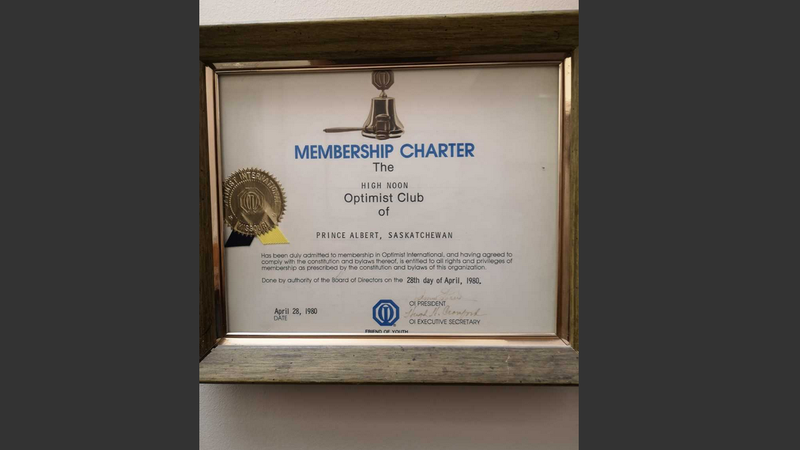 MEMBERSHIP CHARTER
The
HIGH NOON
Optimist Club
of
PRINCE ALBERT, SASKATCHEWAN
OPTIMIST INTERNATIONAL
MISSOURI
Has been duly admitted to membership in Optimist International, and having agreed to
comply with the constitution and bylaws thereof, is entitled to all rights and privileges of
membership as prescribed by the constitution and bylaws of this organization.
Done by authority of the Board of Directors on the 28th day of April, 1980,
April 28, 1980
DATE
OI PRESIDENT
OI EXECUTIVE SECRETARY
FRIEND OF YOUTH